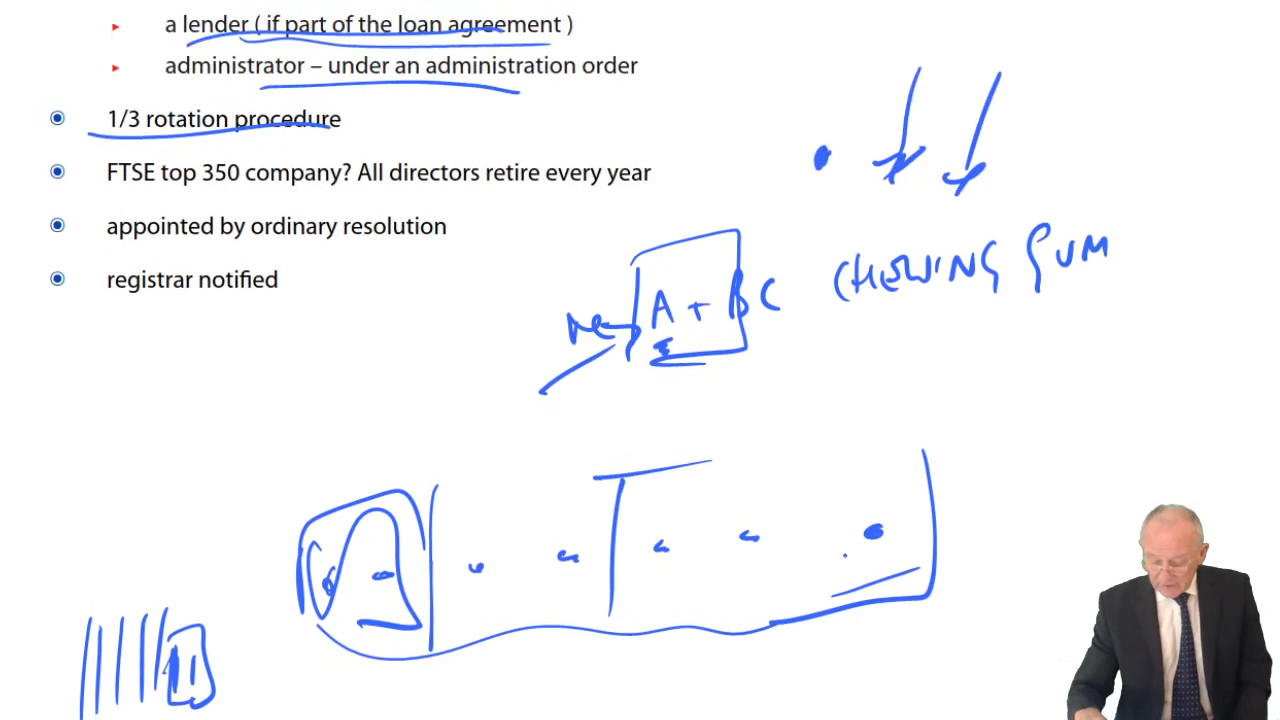 a lender ( if part of the loan agreement )
administrator – under an administration order
1/3 rotation procedure
FTSE top 350 company? All directors retire every year
appointed by ordinary resolution
registrar notified
CHEWING GUM
A + B C